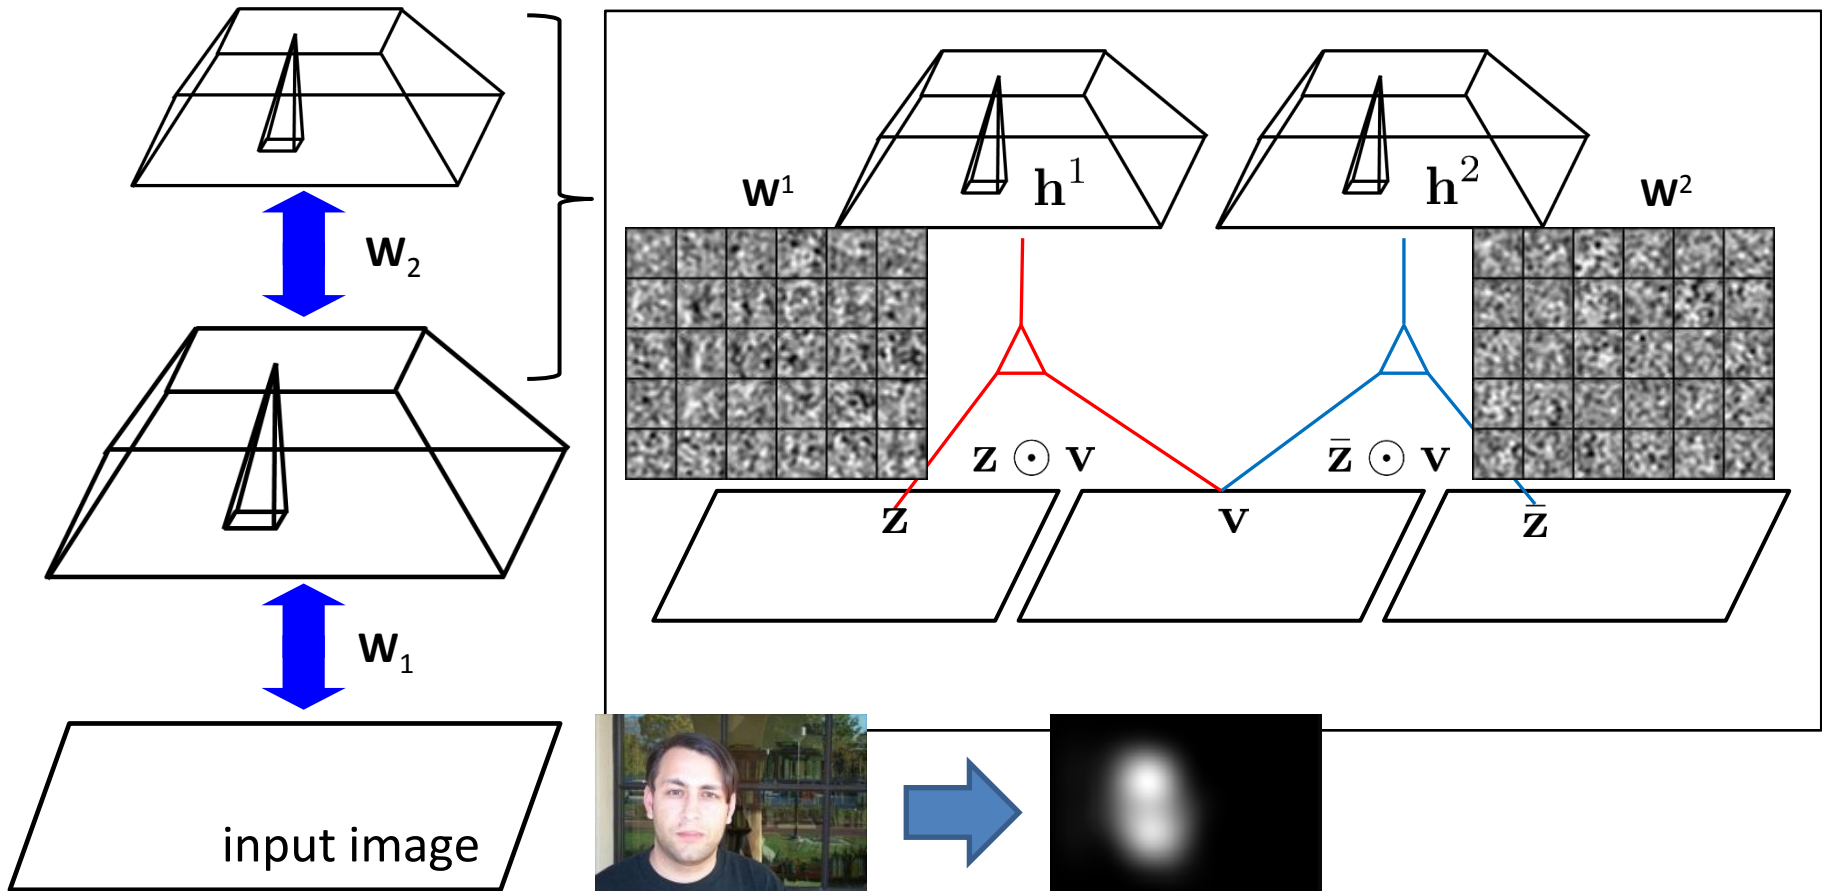 W₂
W₁
input image
W¹
h¹
h²
W²
z ⊙ v
z̄ ⊙ v
z
v
z̄